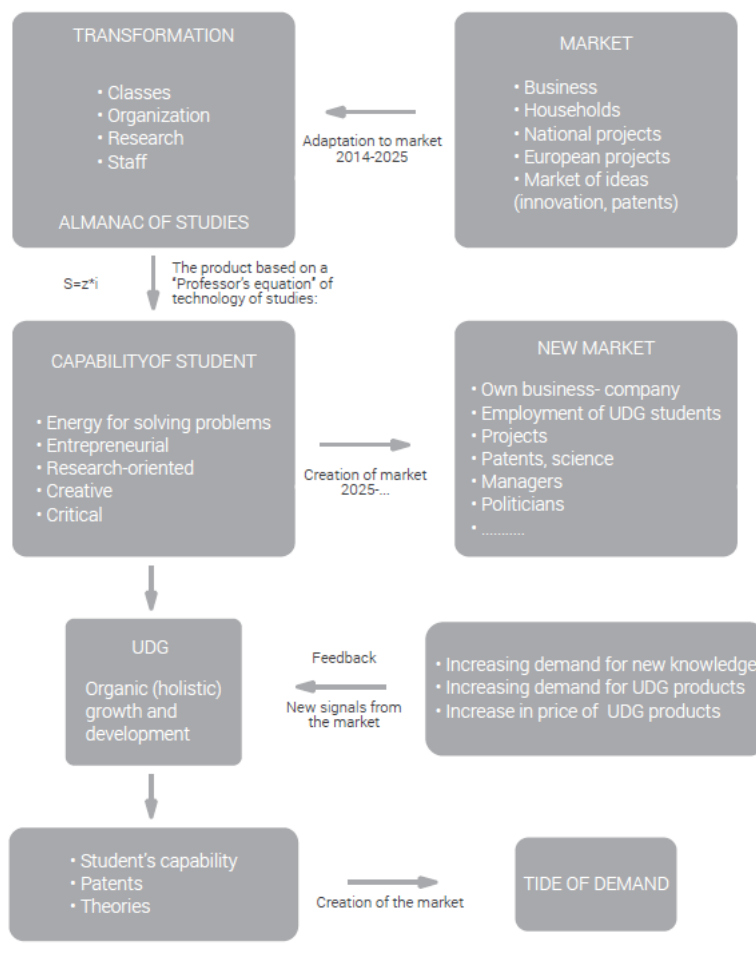 TRANSFORMATION
• Classes
• Organization
• Research
• Staff
ALMANAC OF STUDIES
Adaptation to market
2014-2025
MARKET
• Business
• Households
• National projects
• European projects
• Market of ideas
(innovation, patents)
S=z*i
The product based on a
"Professor's equation" of
technology of studies:
CAPABILITYOF STUDENT
• Energy for solving problems
• Entrepreneurial
• Research-oriented
• Creative
• Critical
Creation of market
2025-...
NEW MARKET
• Own business- company
• Employment of UDG students
• Projects
• Patents, science
• Managers
• Politicians
• ...........
UDG
Organic (holistic)
growth and
development
Feedback
New signals from
the market
• Increasing demand for new knowledge
• Increasing demand for UDG products
• Increase in price of UDG products
• Student's capability
• Patents
• Theories
Creation of the market
TIDE OF DEMAND